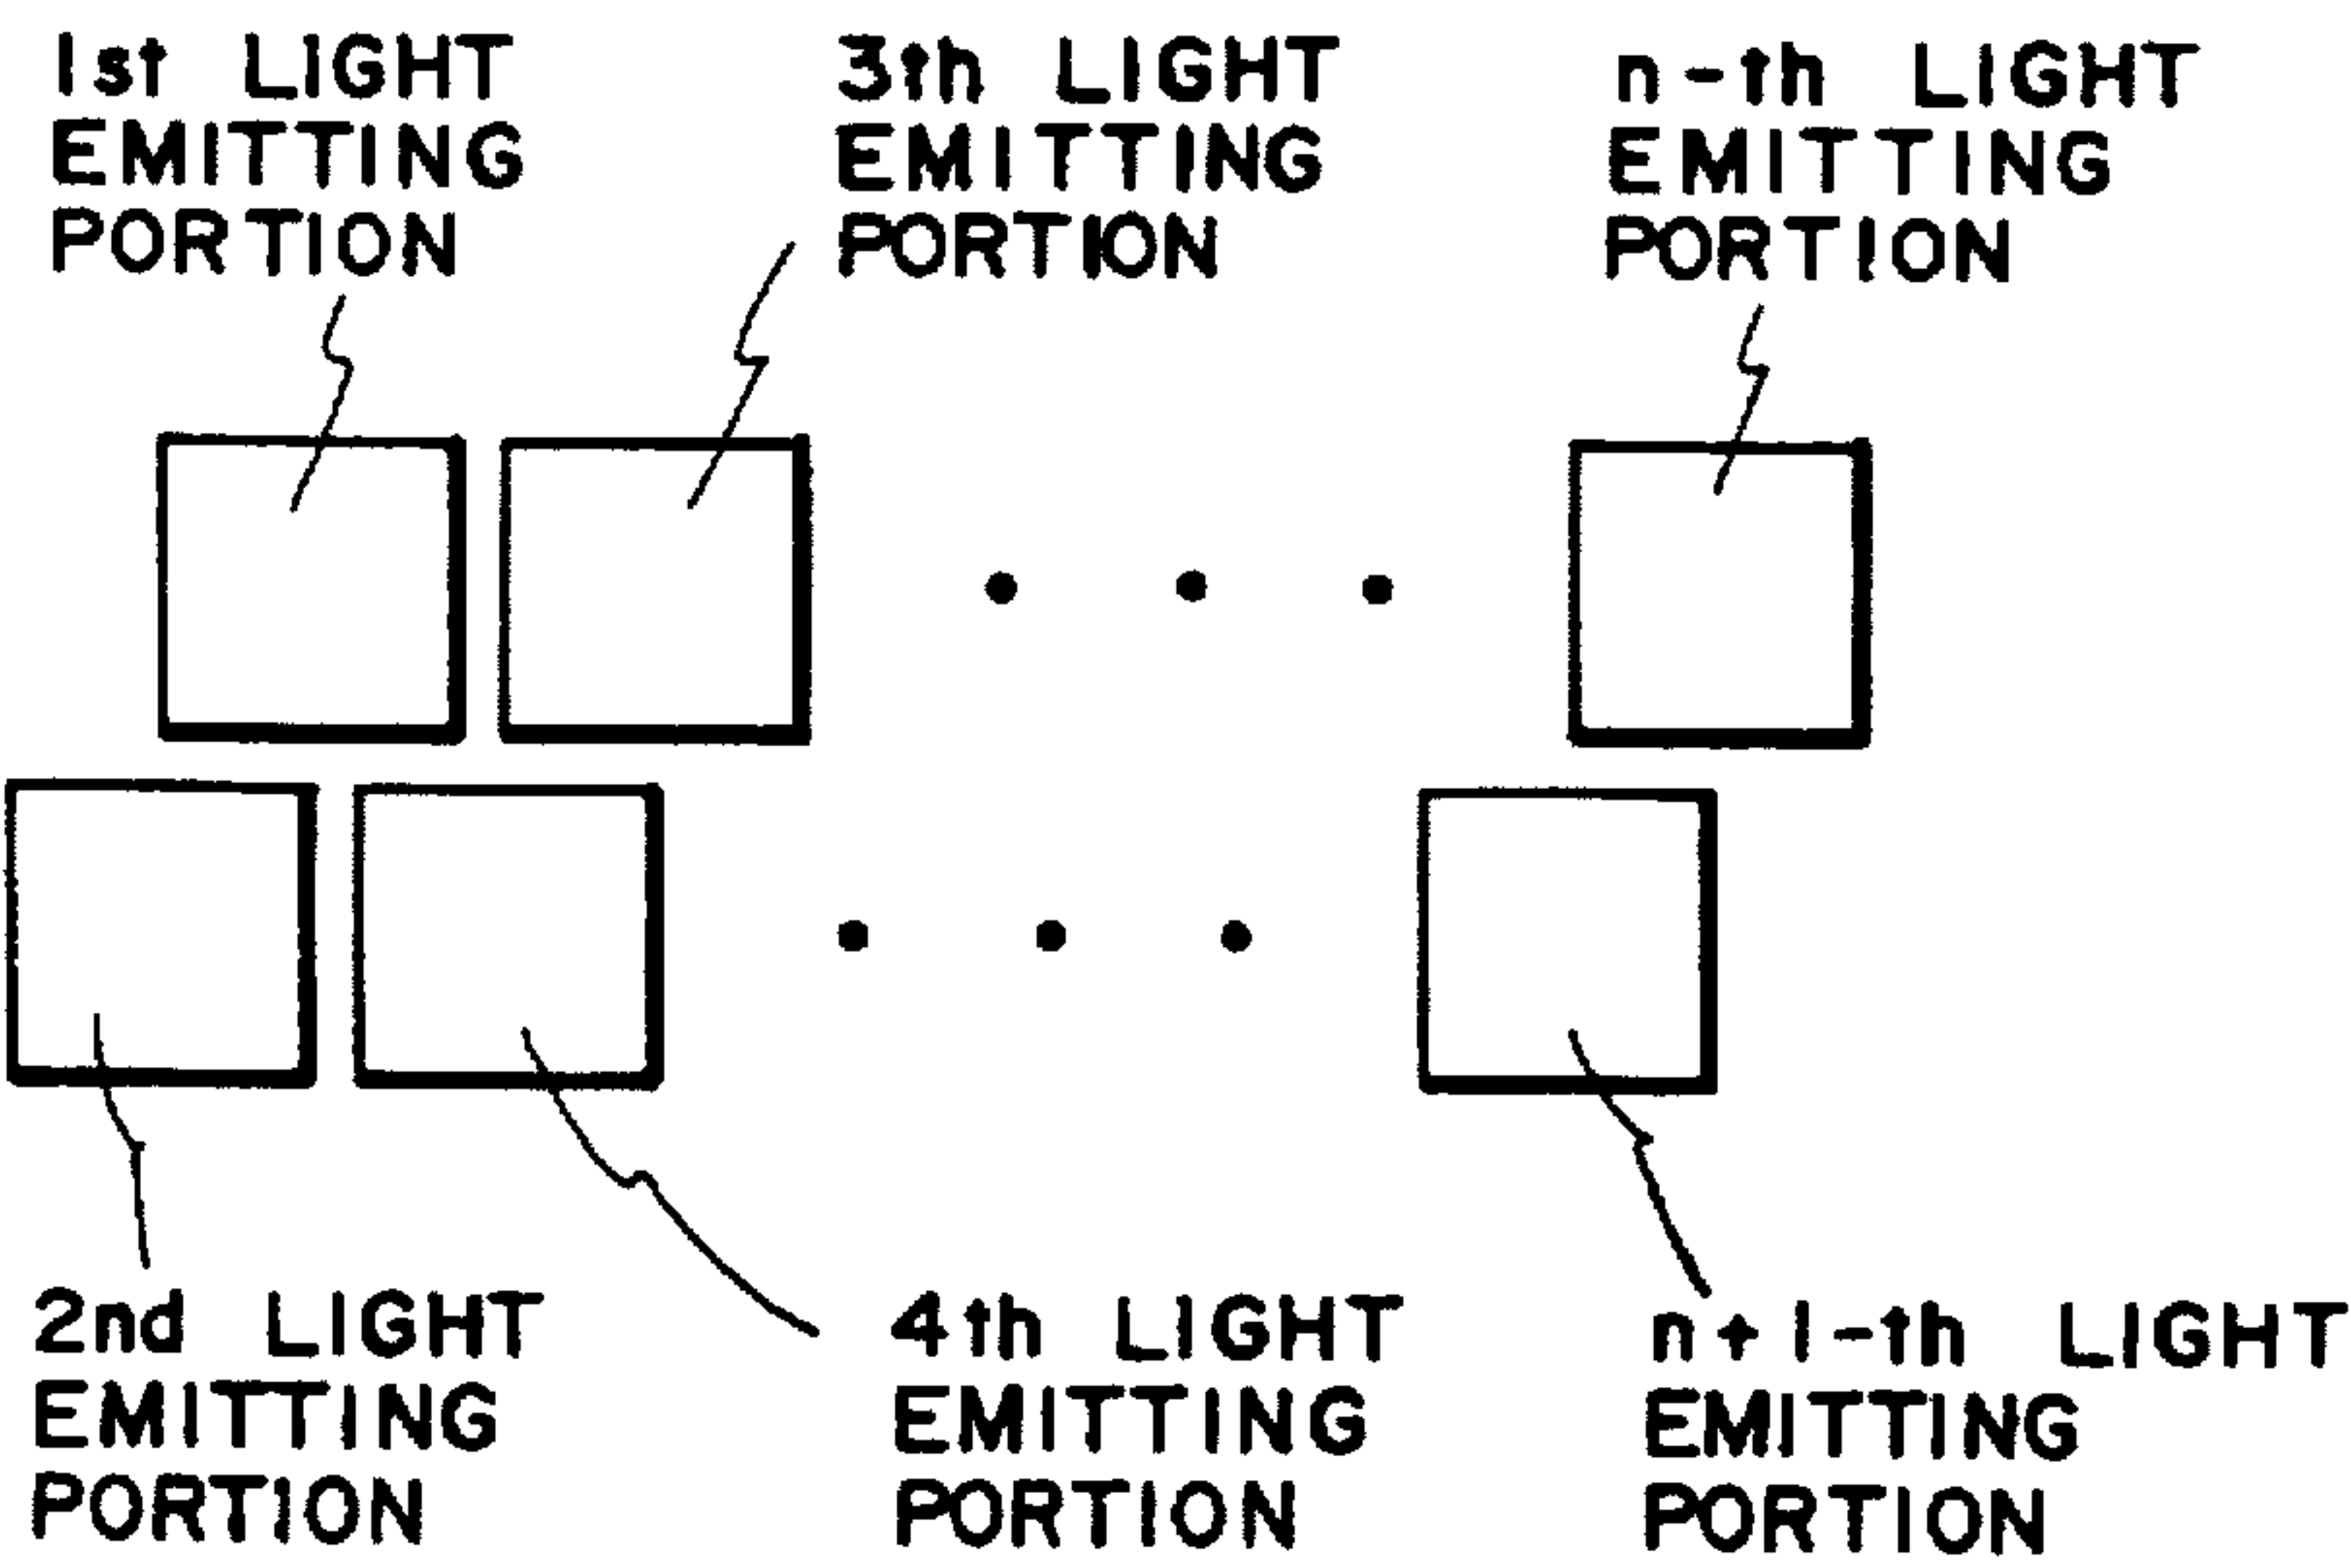 1st LIGHT
EMITTING
PORTION
3th LIGHT
EMITTING
PORTION
n-th LIGHT
EMITTING
PORTION
2nd LIGHT
EMITTING
PORTION
4th LIGHT
EMITTING
PORTION
n+1-th LIGHT
EMITTING
PORTION